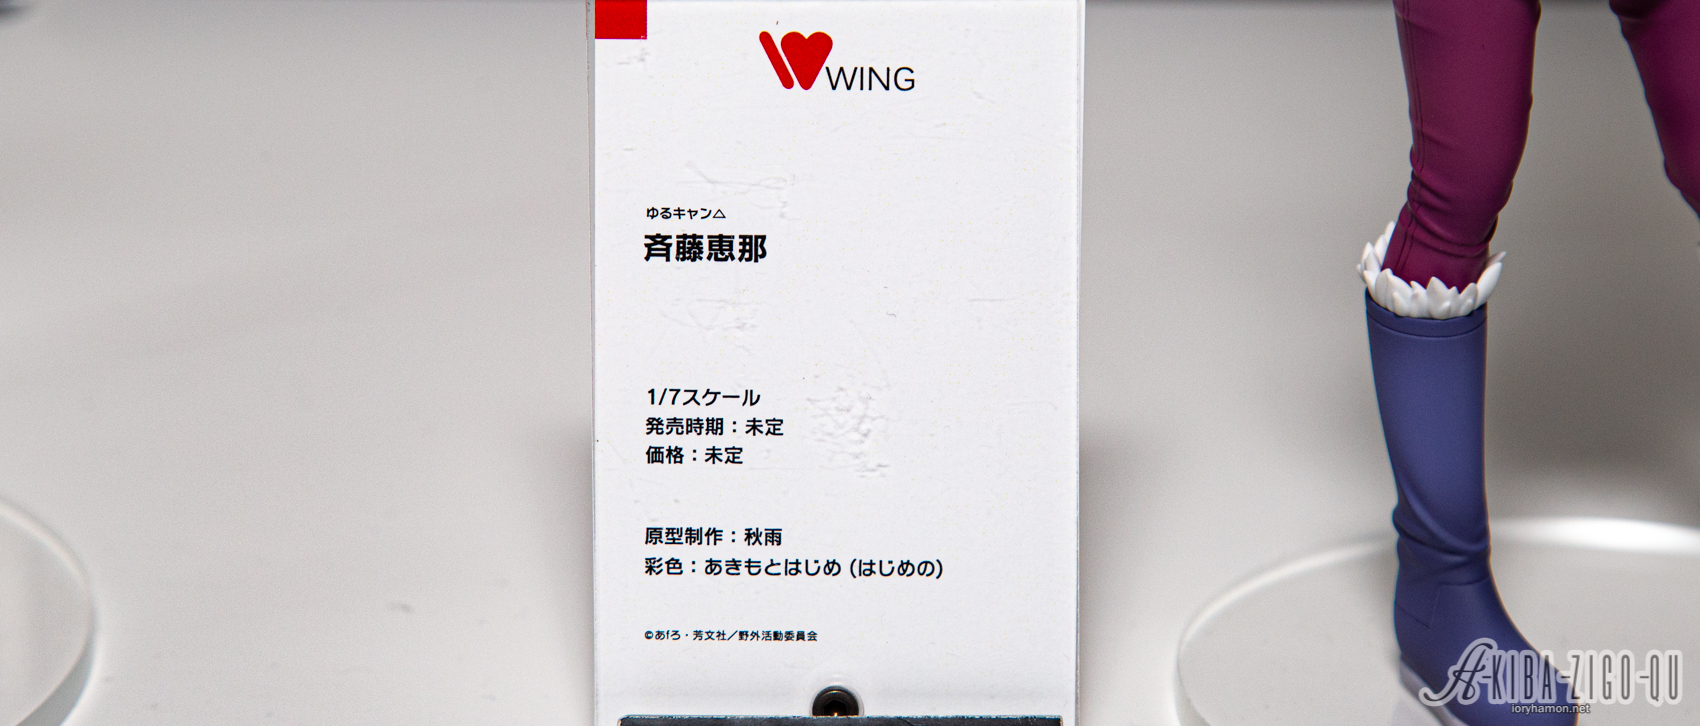 WING
ゆるキャン△
斉藤恵那
1/7スケール
発売時期：未定
価格：未定
原型制作：秋雨
彩色：あきもとはじめ（はじめの）
©あfろ・芳文社／野外活動委員会
AKIBA-ZIGO-QU
ioryhamon.net